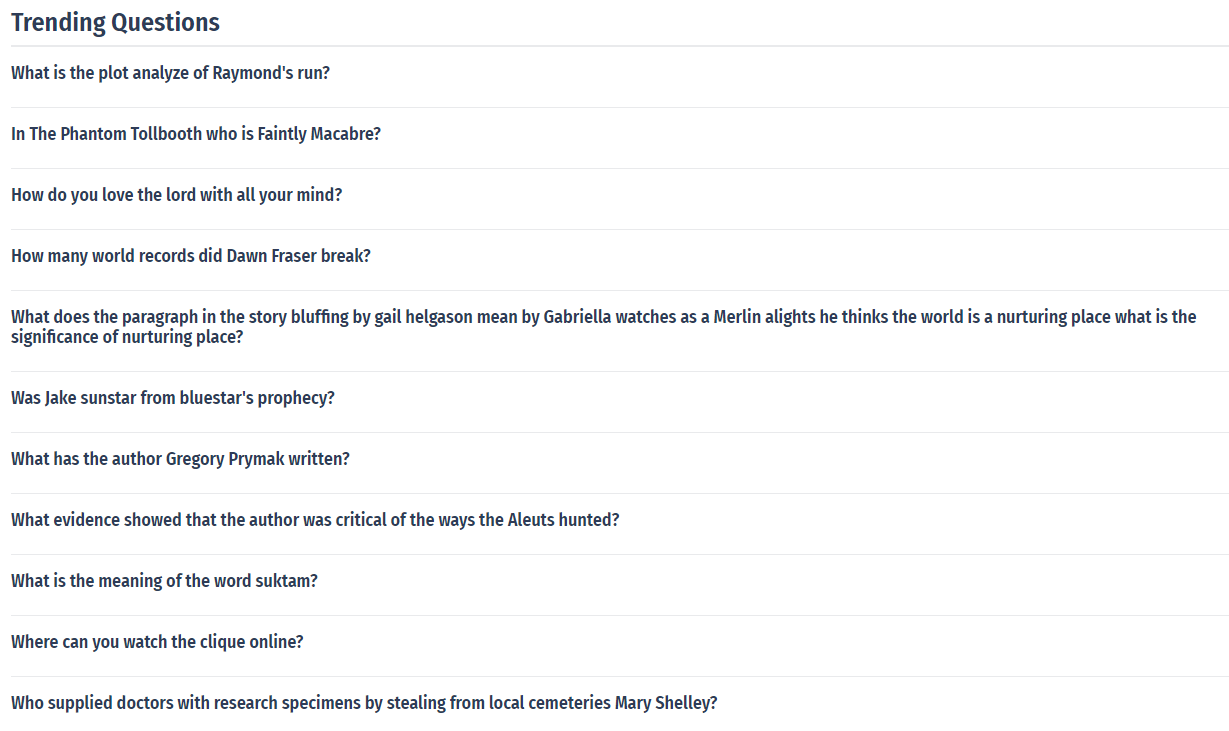 Trending Questions
What is the plot analyze of Raymond's run?
In The Phantom Tollbooth who is Faintly Macabre?
How do you love the lord with all your mind?
How many world records did Dawn Fraser break?
What does the paragraph in the story bluffing by gail helgason mean by Gabriella watches as a Merlin alights he thinks the world is a nurturing place what is the
significance of nurturing place?
Was Jake sunstar from bluestar's prophecy?
What has the author Gregory Prymak written?
What evidence showed that the author was critical of the ways the Aleuts hunted?
What is the meaning of the word suktam?
Where can you watch the clique online?
Who supplied doctors with research specimens by stealing from local cemeteries Mary Shelley?